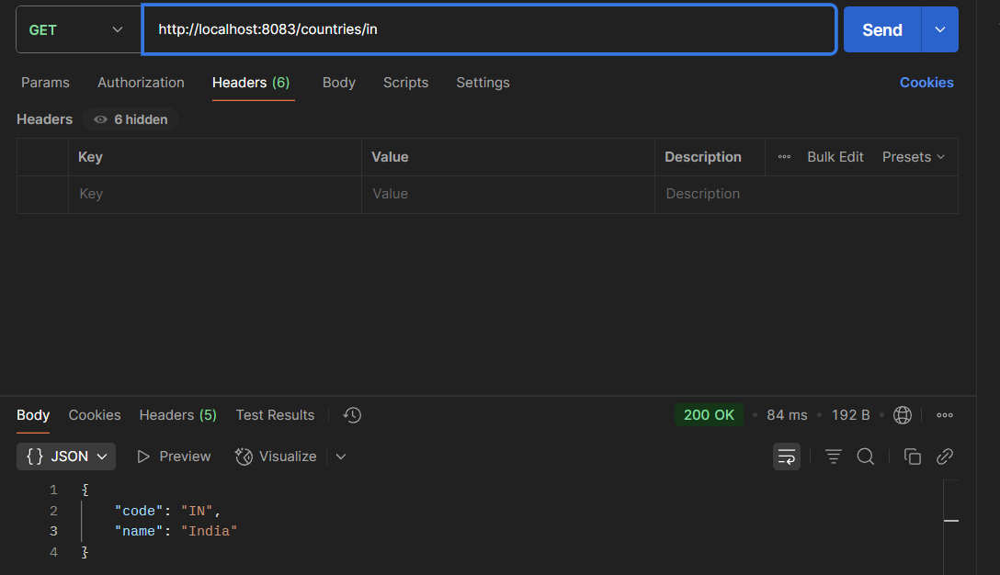 GET http://localhost:8083/countries/in Send
Params Authorization Headers (6) Body Scripts Settings Cookies
Headers 6 hidden
Key Value Description Bulk Edit Presets
Key Value Description
Body Cookies Headers (5) Test Results 200 OK • 84 ms • 192 B •
{} JSON Preview Visualize
1 {
2 "code": "IN",
3 "name": "India"
4 }